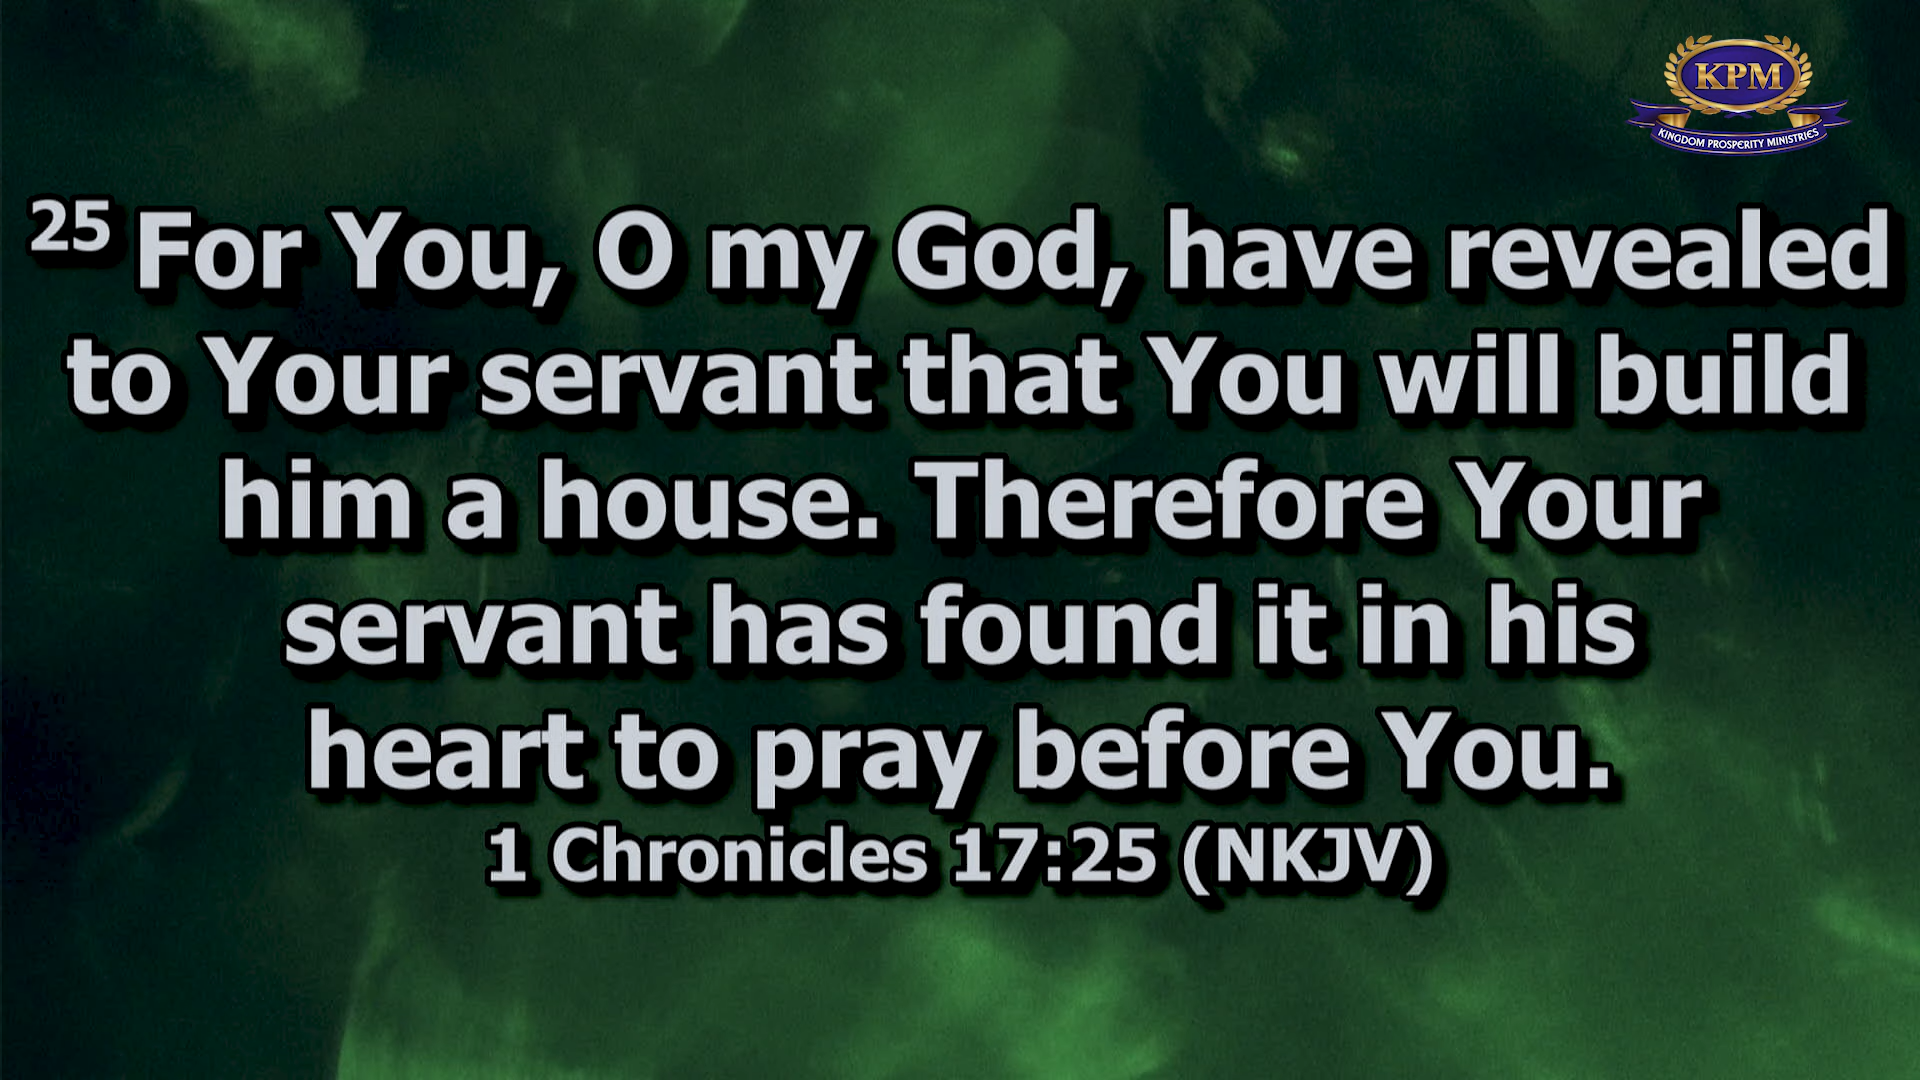 KPM
KINGDOM PROSPERITY MINISTRIES
25 For You, O my God, have revealed
to Your servant that You will build
him a house. Therefore Your
servant has found it in his
heart to pray before You.
1 Chronicles 17:25 (NKJV)